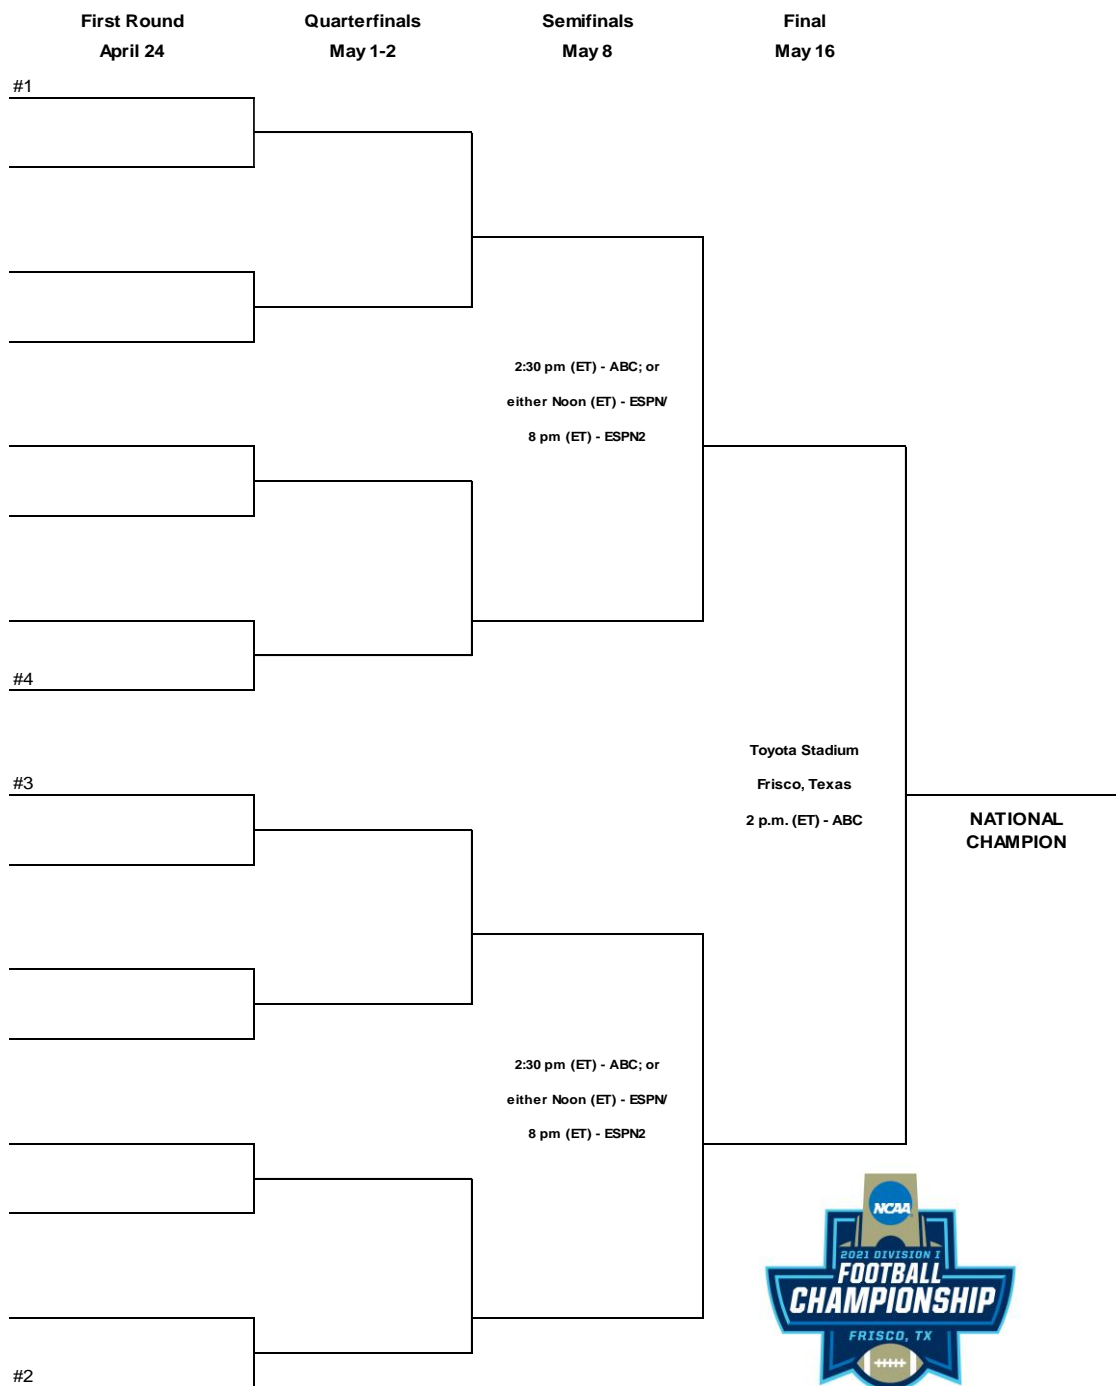 First Round
Quarterfinals
Semifinals
Final
April 24
May 1-2
May 8
May 16
#1
2:30 pm (ET) - ABC; or
either Noon (ET) - ESPN/
8 pm (ET) - ESPN2
#4
Toyota Stadium
#3
Frisco, Texas
2 p.m. (ET) - ABC
NATIONAL
CHAMPION
2:30 pm (ET) - ABC; or
either Noon (ET) - ESPN/
8 pm (ET) - ESPN2
NCAA
2021 DIVISION I
FOOTBALL
CHAMPIONSHIP
FRISCO, TX
#2